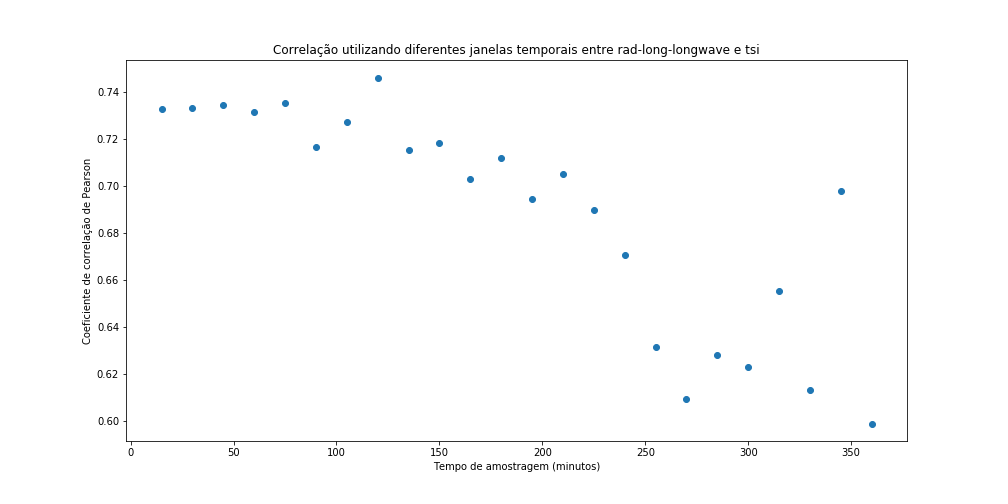 Correlação utilizando diferentes janelas temporais entre rad-long-longwave e tsi
Coeficiente de correlação de Pearson
0.74
0.72
0.70
0.68
0.66
0.64
0.62
0.60
0 50 100 150 200 250 300 350
Tempo de amostragem (minutos)